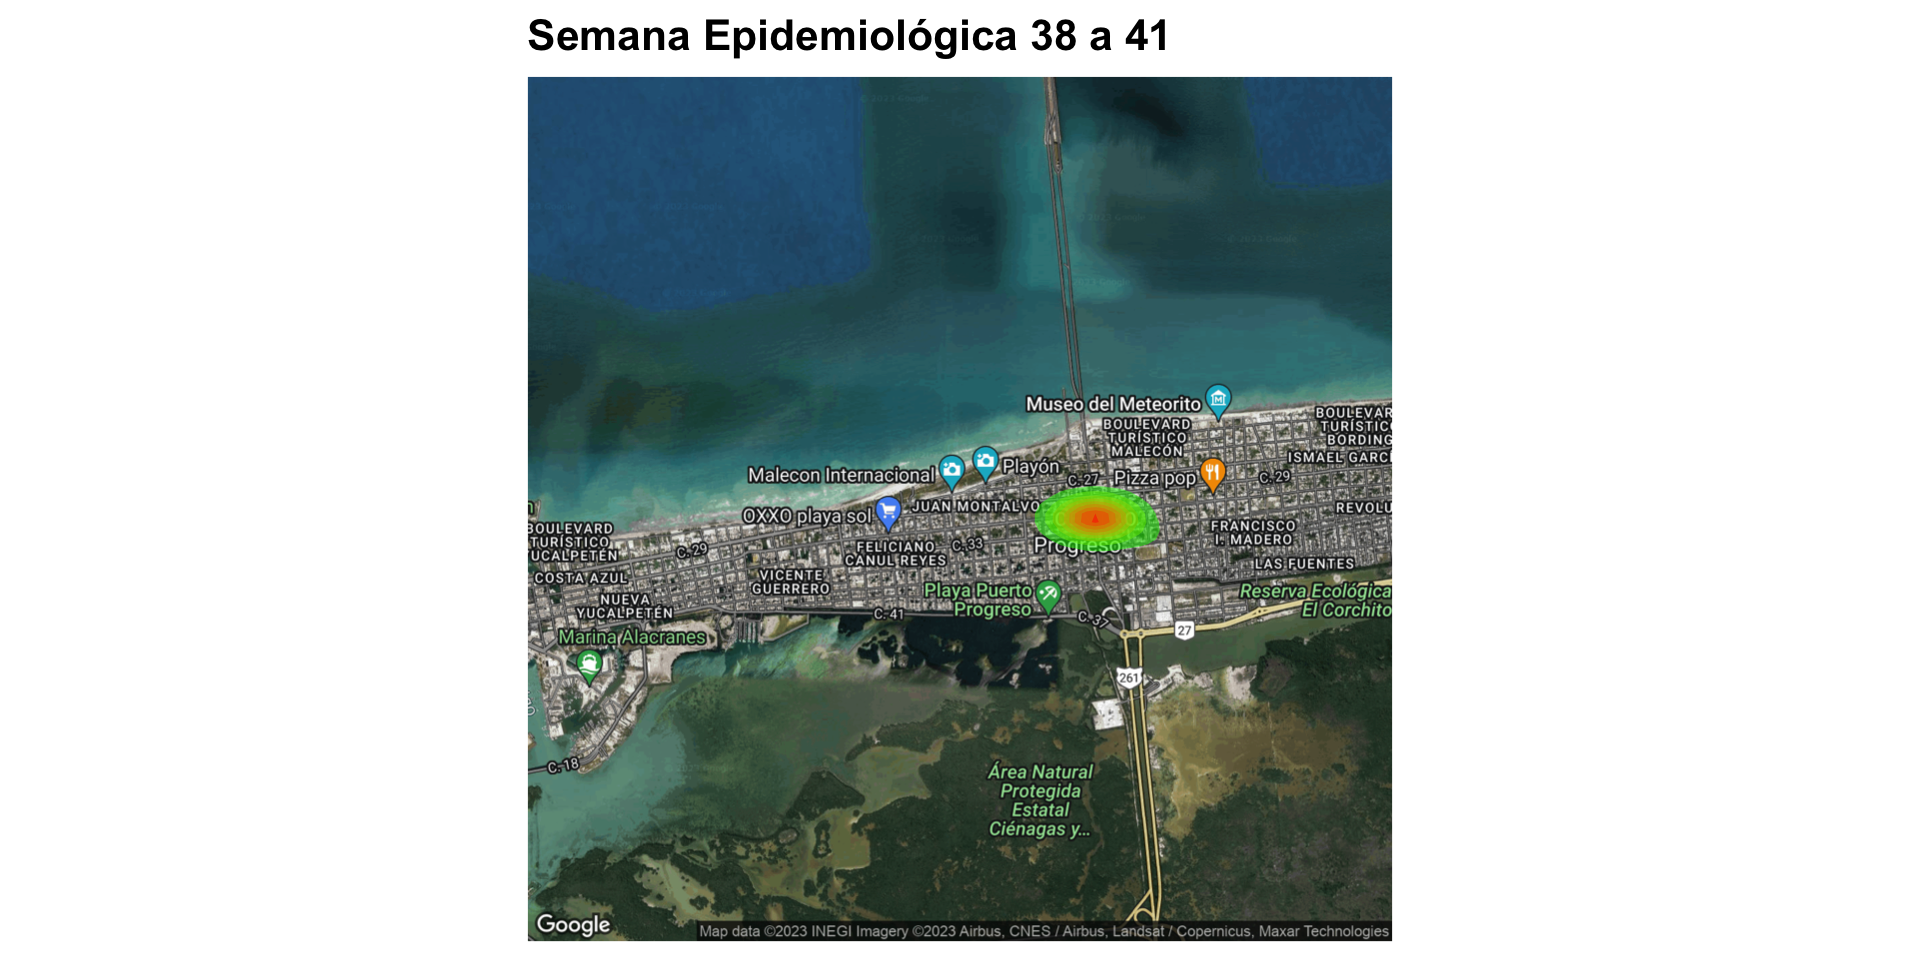 Semana Epidemiológica 38 a 41
Museo del Meteorito
BOULEVARD
TURÍSTICO
MALECÓN
BOULEVAR
TURÍSTIC
BORDING
ISMAEL GARCÍ
Malecon Internacional
Playón
C. 27
Pizza pop
C. 29
OXXO playa sol
JUAN MONTALVO
REVOLU
BOULEVARD
TURÍSTICO
YUCALPETÉN
C. 29
FELICIANO
CANUL REYES
C. 33
Progreso
FRANCISCO
I. MADERO
COSTA AZUL
VICENTE
GUERRERO
LAS FUENTES
NUEVA
YUCALPETÉN
Playa Puerto
Progreso
Reserva Ecológica
El Corchito
C. 41
C. 37
27
Marina Alacranes
261
C. 18
Área Natural
Protegida
Estatal
Ciénagas y...
Google
Map data ©2023 INEGI Imagery ©2023 Airbus, CNES / Airbus, Landsat / Copernicus, Maxar Technologies